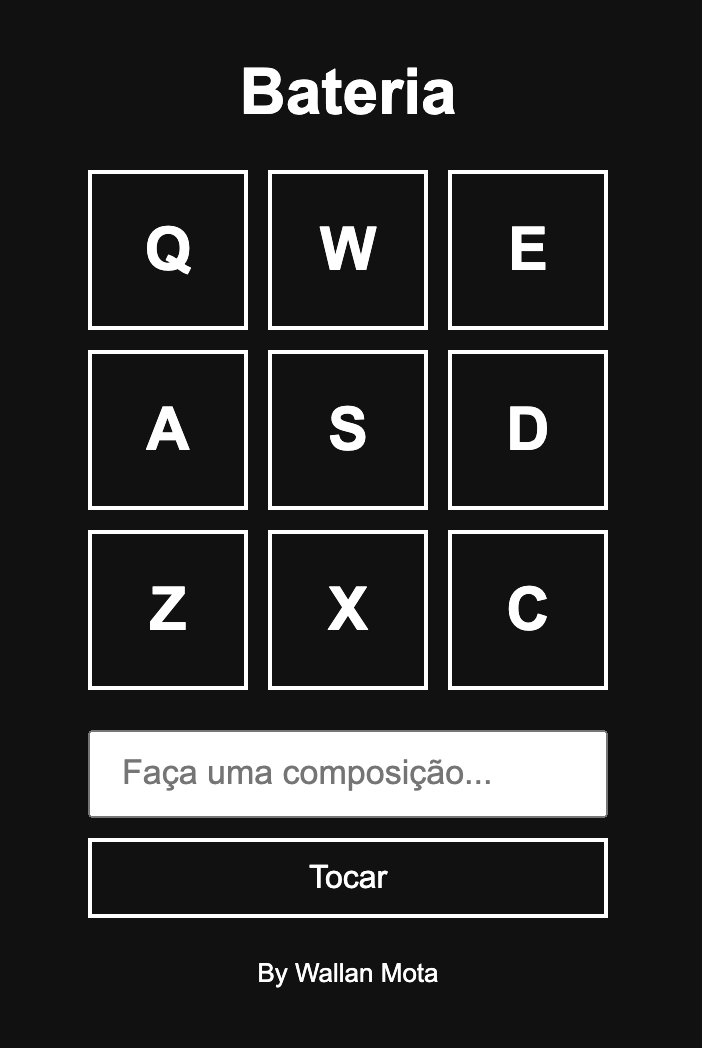 Bateria
Q W E
A S D
Z X C
Faça uma composição...
Tocar
By Wallan Mota